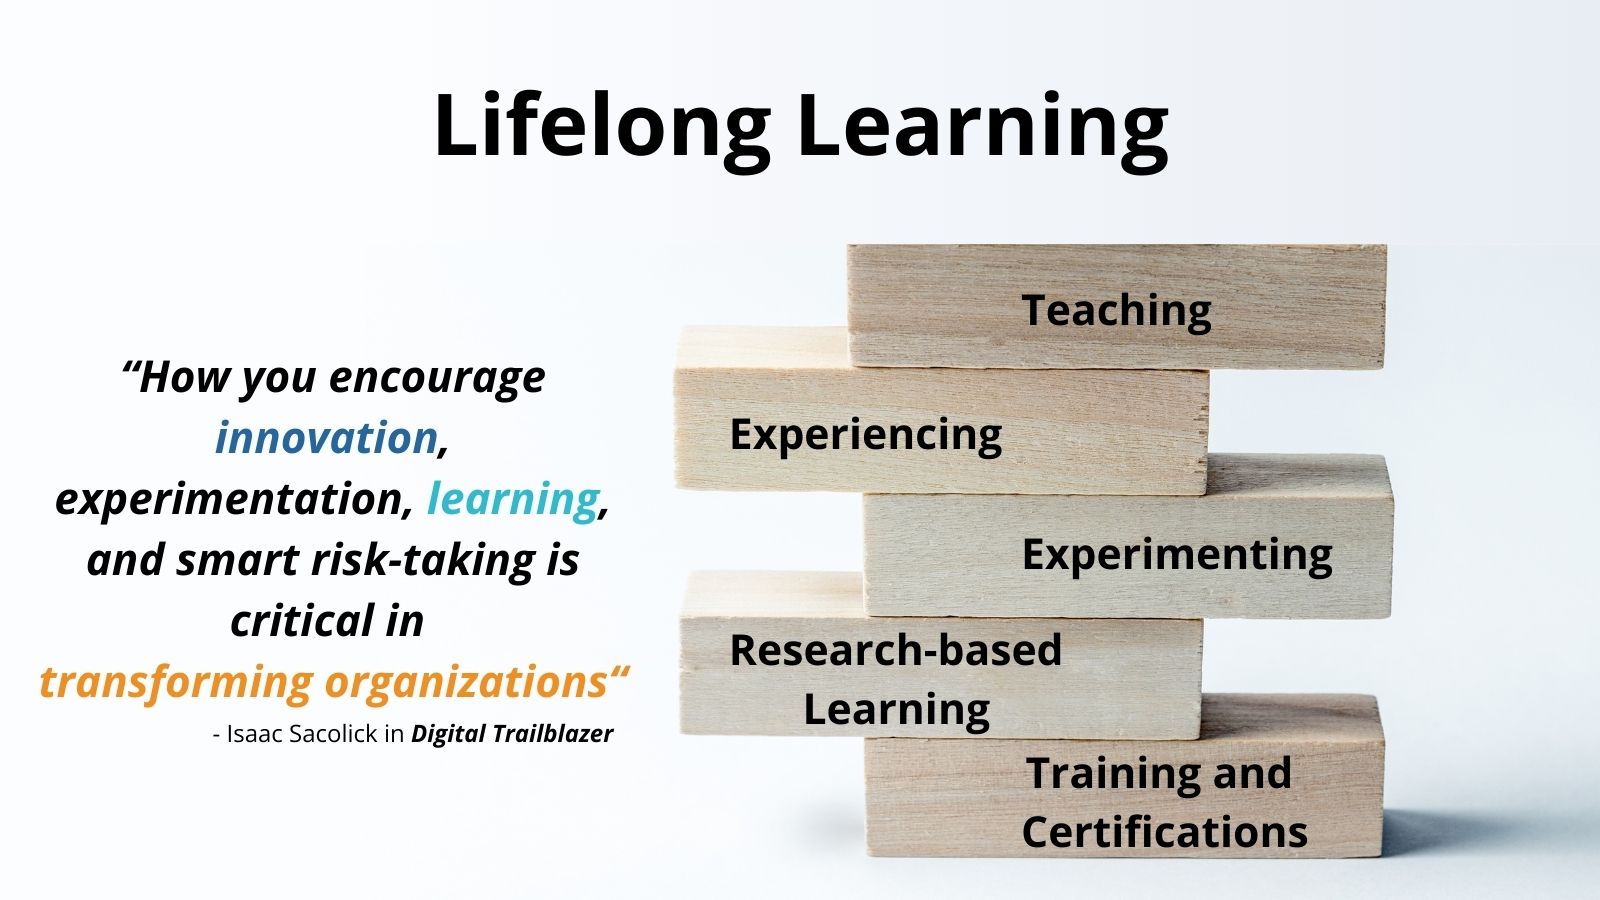 Lifelong Learning
“How you encourage
innovation,
experimentation, learning,
and smart risk-taking is
critical in
transforming organizations“
- Isaac Sacolick in Digital Trailblazer
Teaching
Experiencing
Experimenting
Research-based
Learning
Training and
Certifications